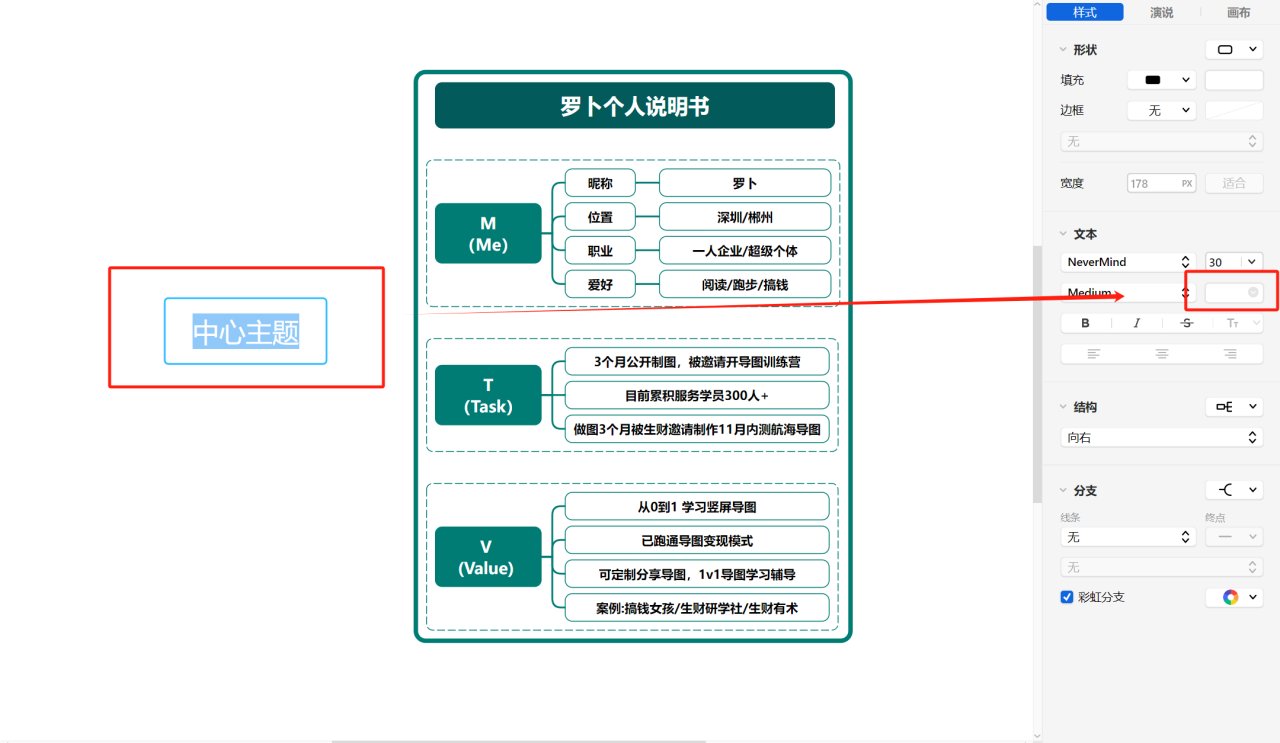 中心主题
罗卜个人说明书
M
(Me)
昵称
罗卜
位置
深圳/郴州
职业
一人企业/超级个体
爱好
阅读/跑步/搞钱
T
(Task)
3个月公开制图，被邀请开导图训练营
目前累积服务学员300人+
做图3个月被生财邀请制作11月内测航海导图
V
(Value)
从0到1 学习竖屏导图
已跑通导图变现模式
可定制分享导图，1v1导图学习辅导
案例:搞钱女孩/生财研学社/生财有术
样式
演说
画布
形状
填充
边框
无
无
宽度
178 PX
适合
文本
NeverMind
30
Medium
B
I
S
Tт
结构
向右
分支
线条
终点
无
无
彩虹分支